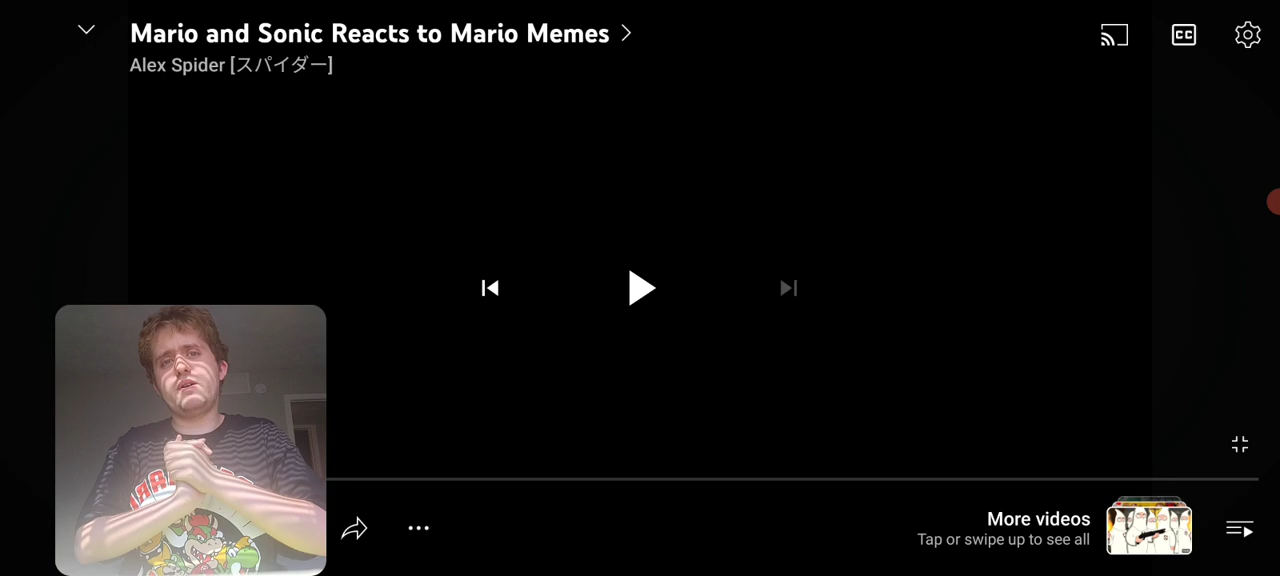 Mario and Sonic Reacts to Mario Memes
Alex Spider [スパイダー]
CC
More videos
Tap or swipe up to see all